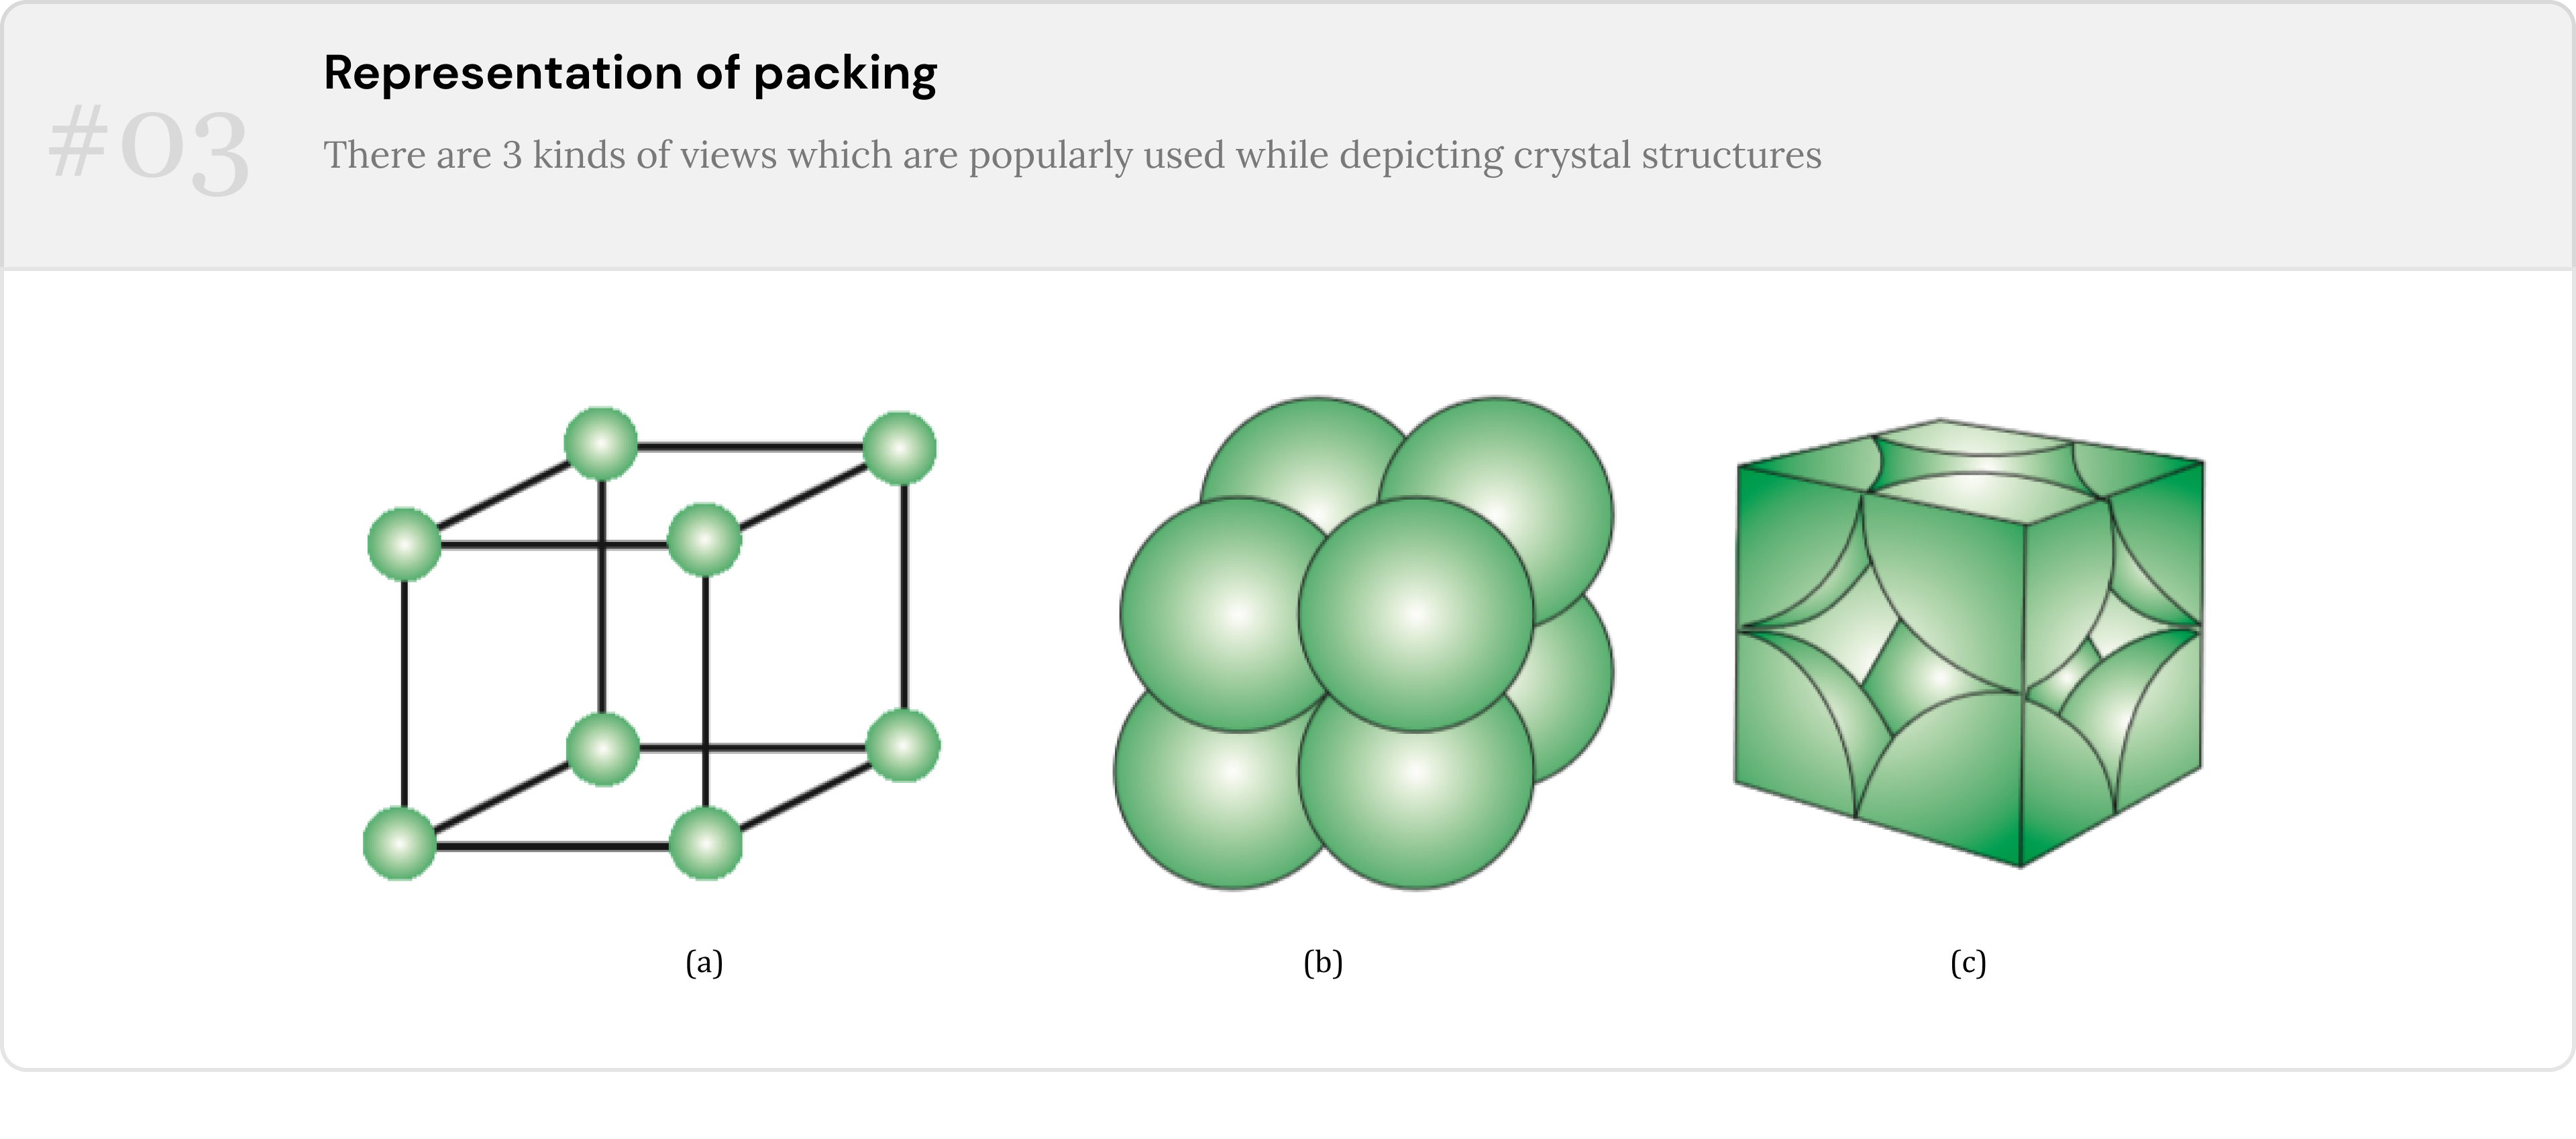 #03
Representation of packing
There are 3 kinds of views which are popularly used while depicting crystal structures
(a)
(b)
(c)